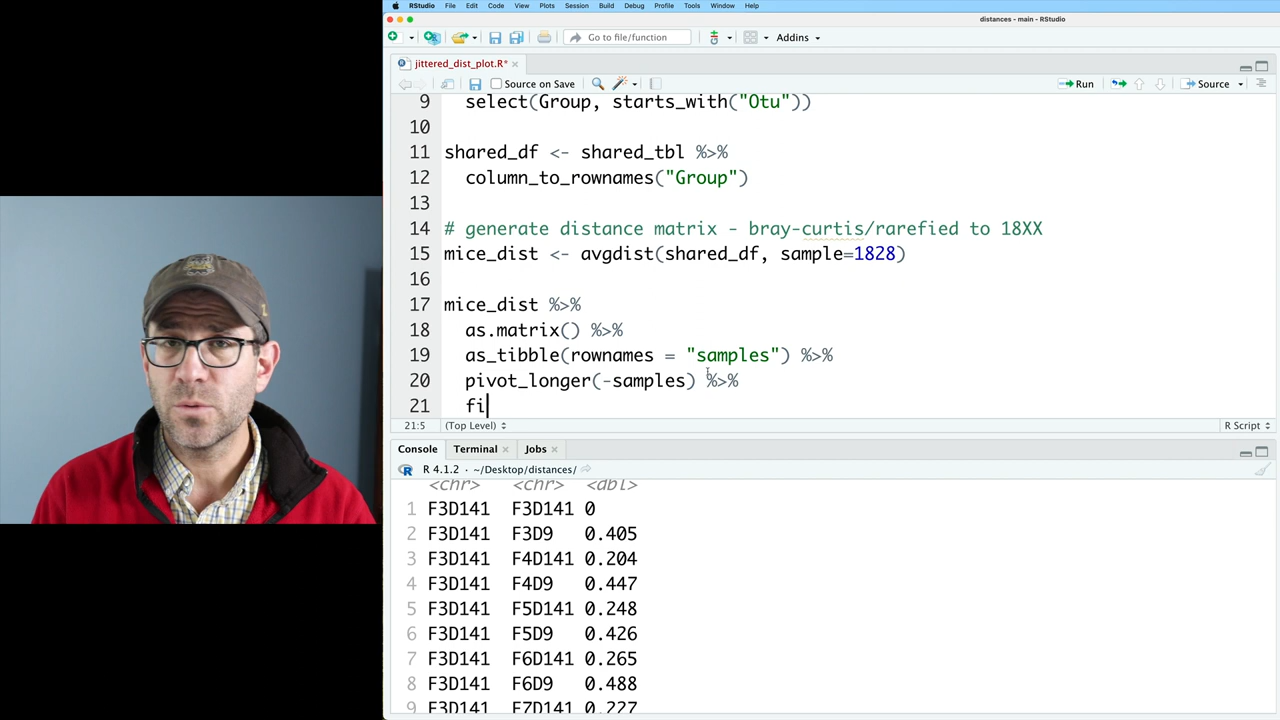 RStudio File Edit Code View Plots Session Build Debug Profile Tools Window Help
distances - main - RStudio
Go to file/function Addins
jittered_dist_plot.R*
Source on Save Run Source
9 select(Group, starts_with("Otu"))
10
11 shared_df <- shared_tbl %>%
12 column_to_rownames("Group")
13
14 # generate distance matrix - bray-curtis/rarefied to 18XX
15 mice_dist <- avgdist(shared_df, sample=1828)
16
17 mice_dist %>%
18 as.matrix() %>%
19 as_tibble(rownames = "samples") %>%
20 pivot_longer(-samples) %>%
21 fi
21:5 (Top Level) R Script
Console Terminal Jobs
R 4.1.2 · ~/Desktop/distances/
<chr> <chr> <dbl>
1 F3D141 F3D141 0
2 F3D141 F3D9 0.405
3 F3D141 F4D141 0.204
4 F3D141 F4D9 0.447
5 F3D141 F5D141 0.248
6 F3D141 F5D9 0.426
7 F3D141 F6D141 0.265
8 F3D141 F6D9 0.488
9 F3D141 F7D141 0.227